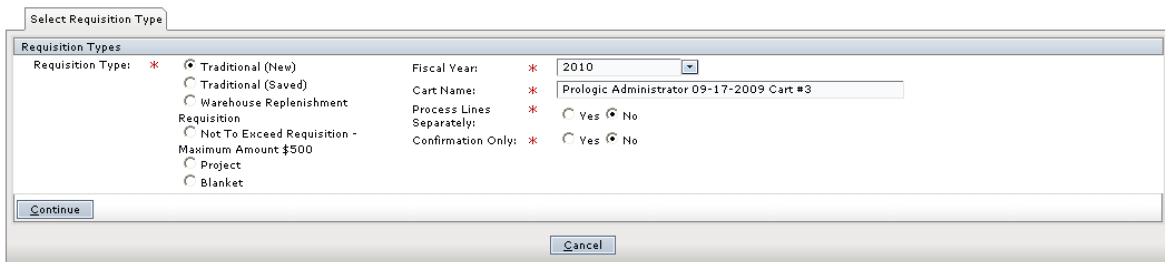 Select Requisition Type
Requisition Types
Requisition Type: * Traditional (New)
Traditional (Saved)
Warehouse Replenishment
Requisition
Not To Exceed Requisition -
Maximum Amount $500
Project
Blanket
Fiscal Year: * 2010
Cart Name: * Prologic Administrator 09-17-2009 Cart #3
Process Lines * Yes No
Separately:
Confirmation Only: * Yes No
Continue
Cancel